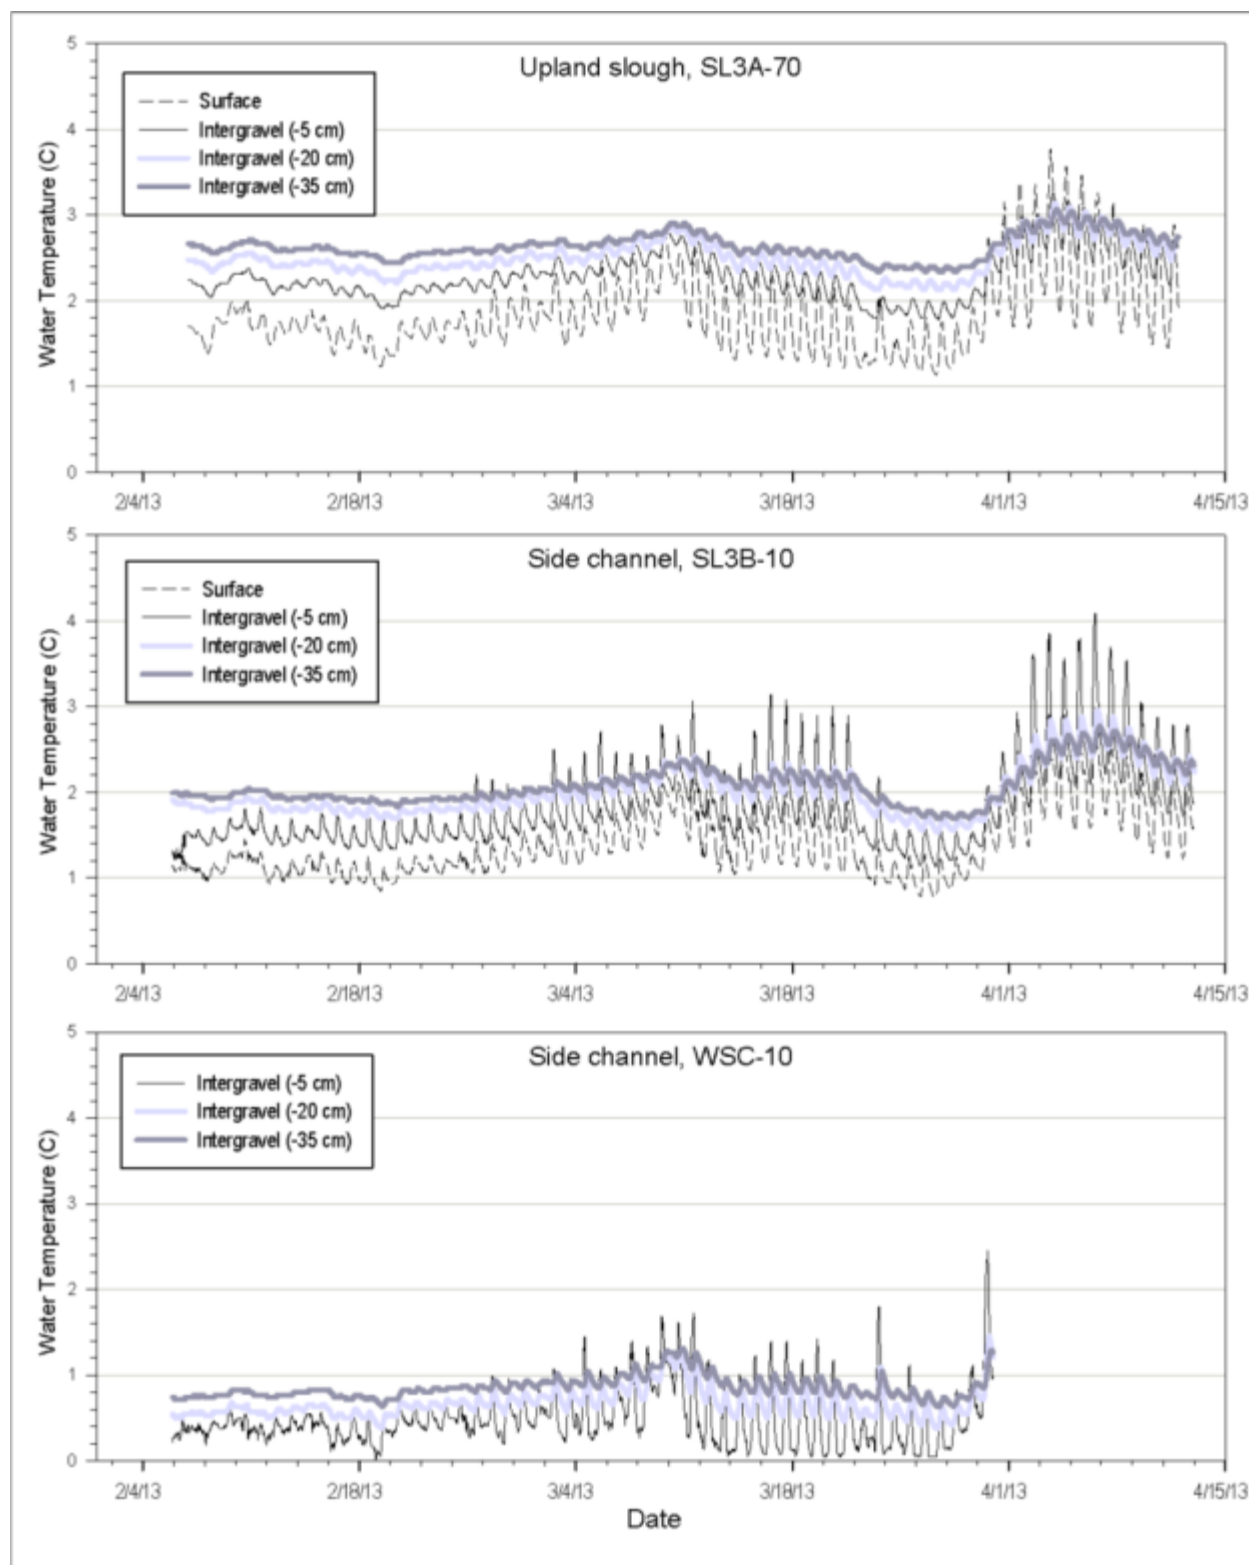 Upland slough, SL3A-70
Surface
Intergravel (-5 cm)
Intergravel (-20 cm)
Intergravel (-35 cm)
Water Temperature (C)
5
4
3
2
1
0
2/4/13 2/18/13 3/4/13 3/18/13 4/1/13 4/15/13
Side channel, SL3B-10
Surface
Intergravel (-5 cm)
Intergravel (-20 cm)
Intergravel (-35 cm)
Water Temperature (C)
5
4
3
2
1
0
2/4/13 2/18/13 3/4/13 3/18/13 4/1/13 4/15/13
Side channel, WSC-10
Intergravel (-5 cm)
Intergravel (-20 cm)
Intergravel (-35 cm)
Water Temperature (C)
5
4
3
2
1
0
2/4/13 2/18/13 3/4/13 3/18/13 4/1/13 4/15/13
Date